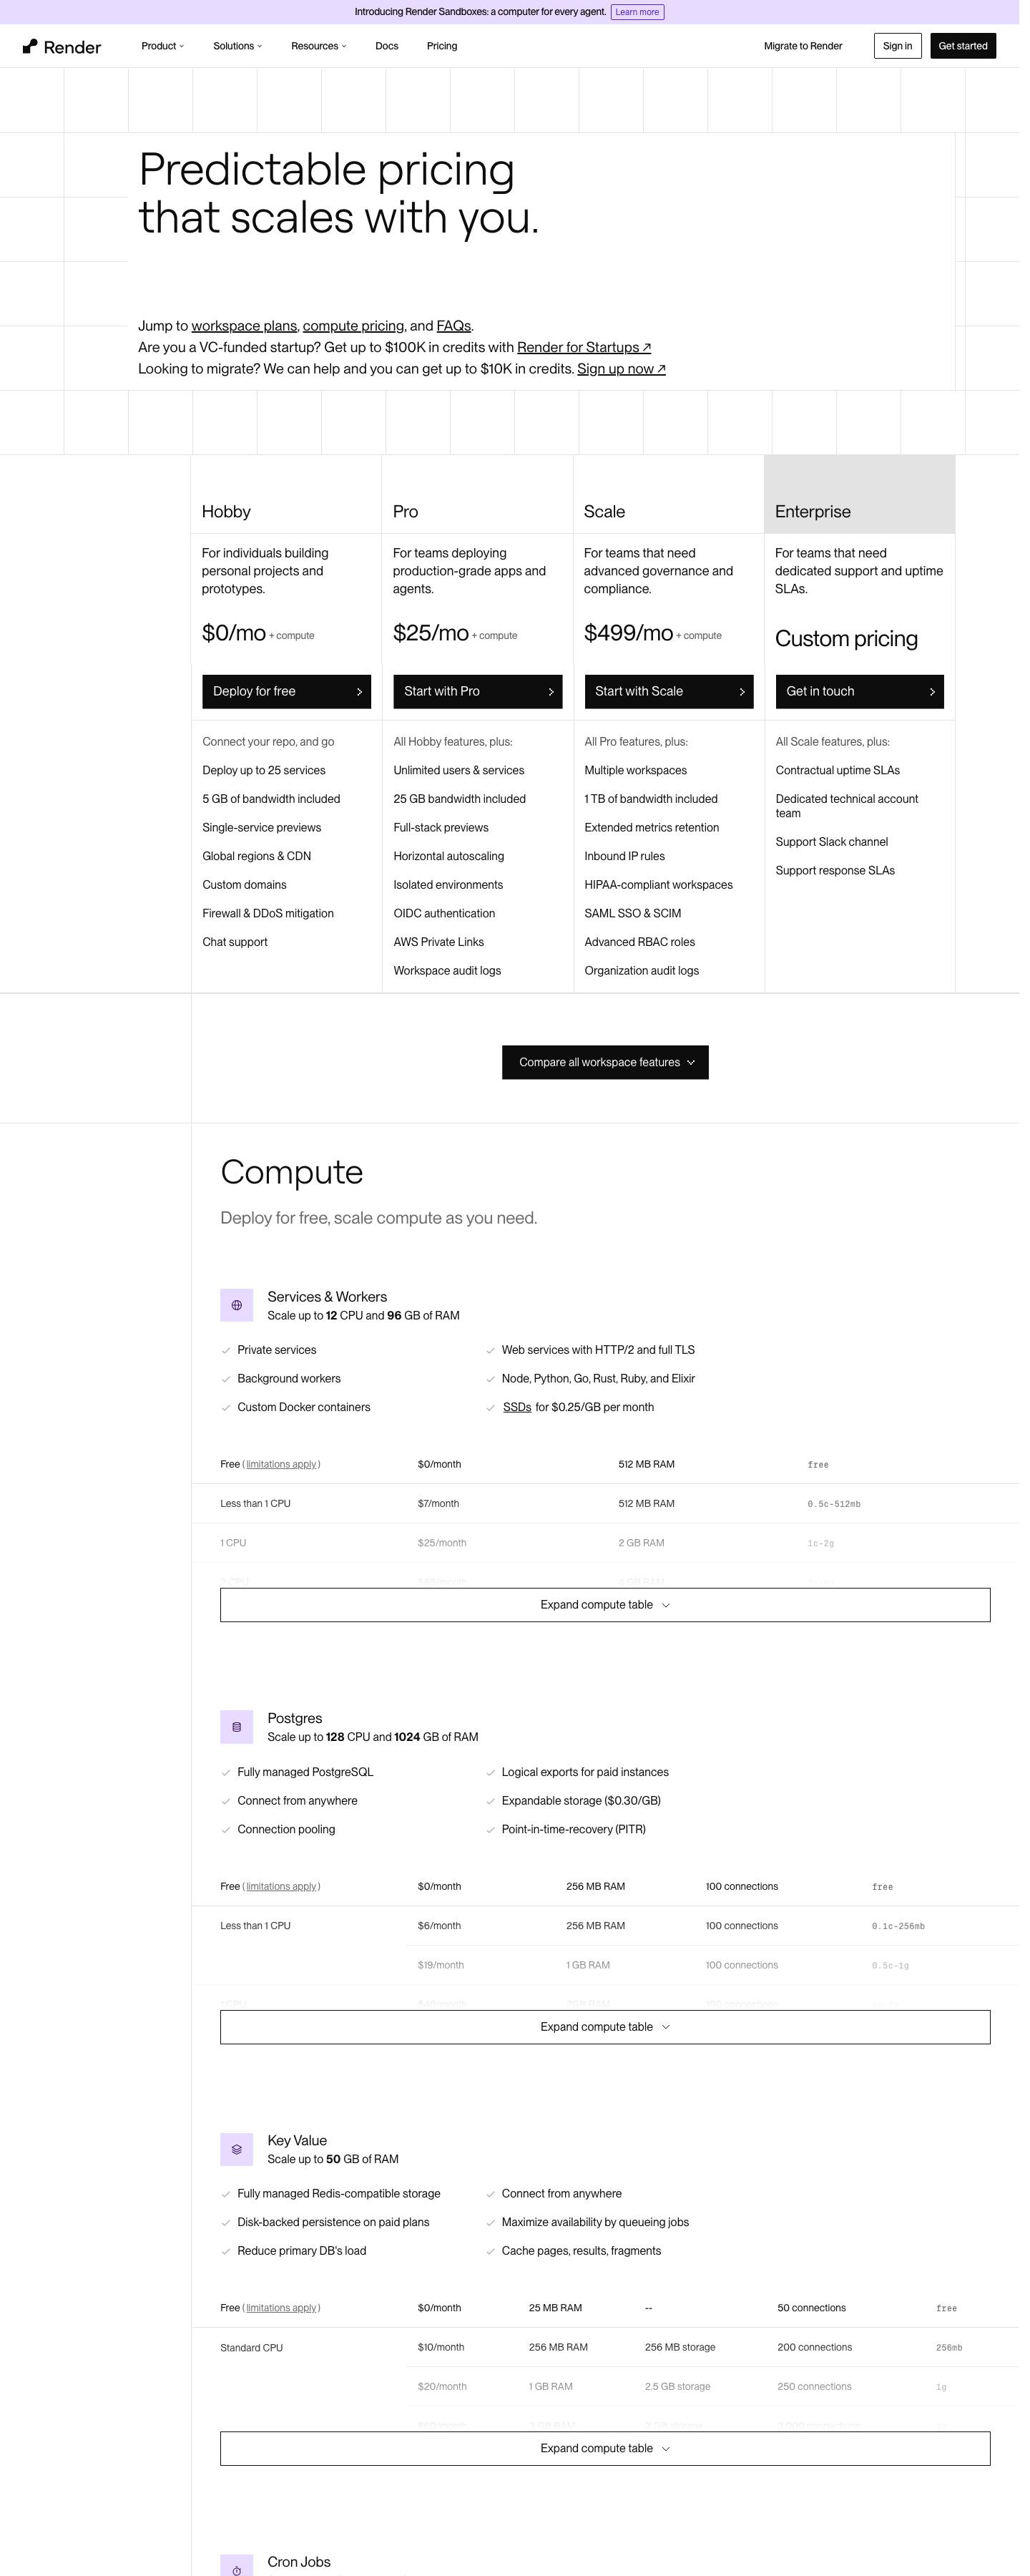 Introducing Render Sandboxes: a computer for every agent. Learn more
Render Product Solutions Resources Docs Pricing Migrate to Render Sign in Get started
Predictable pricing
that scales with you.
Jump to workspace plans, compute pricing, and FAQs.
Are you a VC-funded startup? Get up to $100K in credits with Render for Startups ↗
Looking to migrate? We can help and you can get up to $10K in credits. Sign up now ↗
Hobby
For individuals building
personal projects and
prototypes.
$0/mo + compute
Deploy for free
Connect your repo, and go
Deploy up to 25 services
5 GB of bandwidth included
Single-service previews
Global regions & CDN
Custom domains
Firewall & DDoS mitigation
Chat support
Pro
For teams deploying
production-grade apps and
agents.
$25/mo + compute
Start with Pro
All Hobby features, plus:
Unlimited users & services
25 GB bandwidth included
Full-stack previews
Horizontal autoscaling
Isolated environments
OIDC authentication
AWS Private Links
Workspace audit logs
Scale
For teams that need
advanced governance and
compliance.
$499/mo + compute
Start with Scale
All Pro features, plus:
Multiple workspaces
1 TB of bandwidth included
Extended metrics retention
Inbound IP rules
HIPAA-compliant workspaces
SAML SSO & SCIM
Advanced RBAC roles
Organization audit logs
Enterprise
For teams that need
dedicated support and uptime
SLAs.
Custom pricing
Get in touch
All Scale features, plus:
Contractual uptime SLAs
Dedicated technical account
team
Support Slack channel
Support response SLAs
Compare all workspace features
Compute
Deploy for free, scale compute as you need.
Services & Workers
Scale up to 12 CPU and 96 GB of RAM
Private services
Background workers
Custom Docker containers
Web services with HTTP/2 and full TLS
Node, Python, Go, Rust, Ruby, and Elixir
SSDs for $0.25/GB per month
Free (limitations apply) $0/month 512 MB RAM free
Less than 1 CPU $7/month 512 MB RAM 0.5c-512mb
1 CPU $25/month 2 GB RAM 1c-2g
Expand compute table
Postgres
Scale up to 128 CPU and 1024 GB of RAM
Fully managed PostgreSQL
Connect from anywhere
Connection pooling
Logical exports for paid instances
Expandable storage ($0.30/GB)
Point-in-time-recovery (PITR)
Free (limitations apply) $0/month 256 MB RAM 100 connections free
Less than 1 CPU $6/month 256 MB RAM 100 connections 0.1c-256mb
$19/month 1 GB RAM 100 connections 0.5c-1g
Expand compute table
Key Value
Scale up to 50 GB of RAM
Fully managed Redis-compatible storage
Disk-backed persistence on paid plans
Reduce primary DB's load
Connect from anywhere
Maximize availability by queueing jobs
Cache pages, results, fragments
Free (limitations apply) $0/month 25 MB RAM -- 50 connections free
Standard CPU $10/month 256 MB RAM 256 MB storage 200 connections 256mb
$20/month 1 GB RAM 2.5 GB storage 250 connections 1g
Expand compute table
Cron Jobs